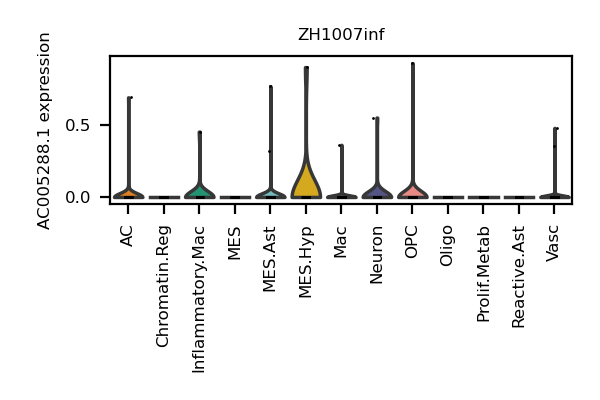 ZH1007inf
AC005288.1 expression
0.5
0.0
AC
Chromatin.Reg
Inflammatory.Mac
MES
MES.Ast
MES.Hyp
Mac
Neuron
OPC
Oligo
Prolif.Metab
Reactive.Ast
Vasc